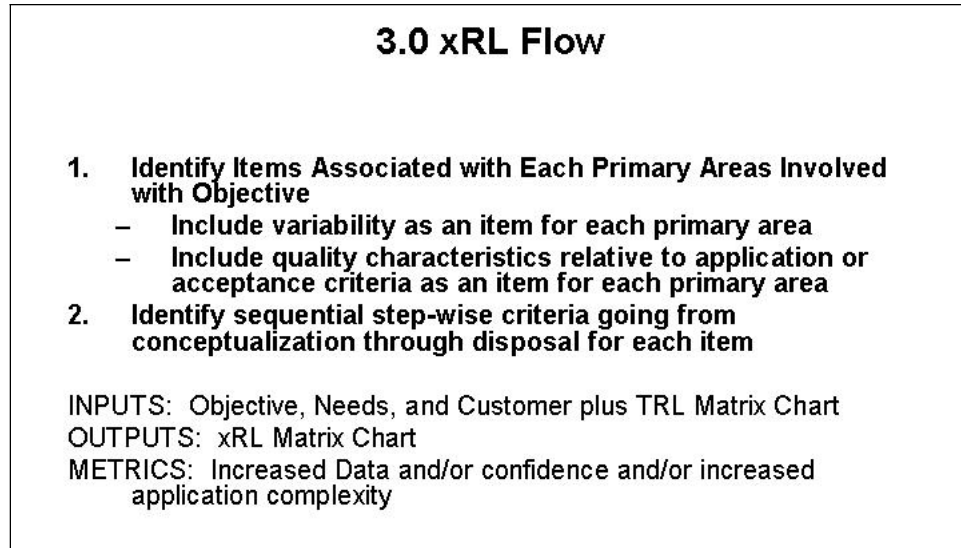 3.0 xRL Flow
1. Identify Items Associated with Each Primary Areas Involved
with Objective
– Include variability as an item for each primary area
– Include quality characteristics relative to application or
acceptance criteria as an item for each primary area
2. Identify sequential step-wise criteria going from
conceptualization through disposal for each item
INPUTS: Objective, Needs, and Customer plus TRL Matrix Chart
OUTPUTS: xRL Matrix Chart
METRICS: Increased Data and/or confidence and/or increased
application complexity